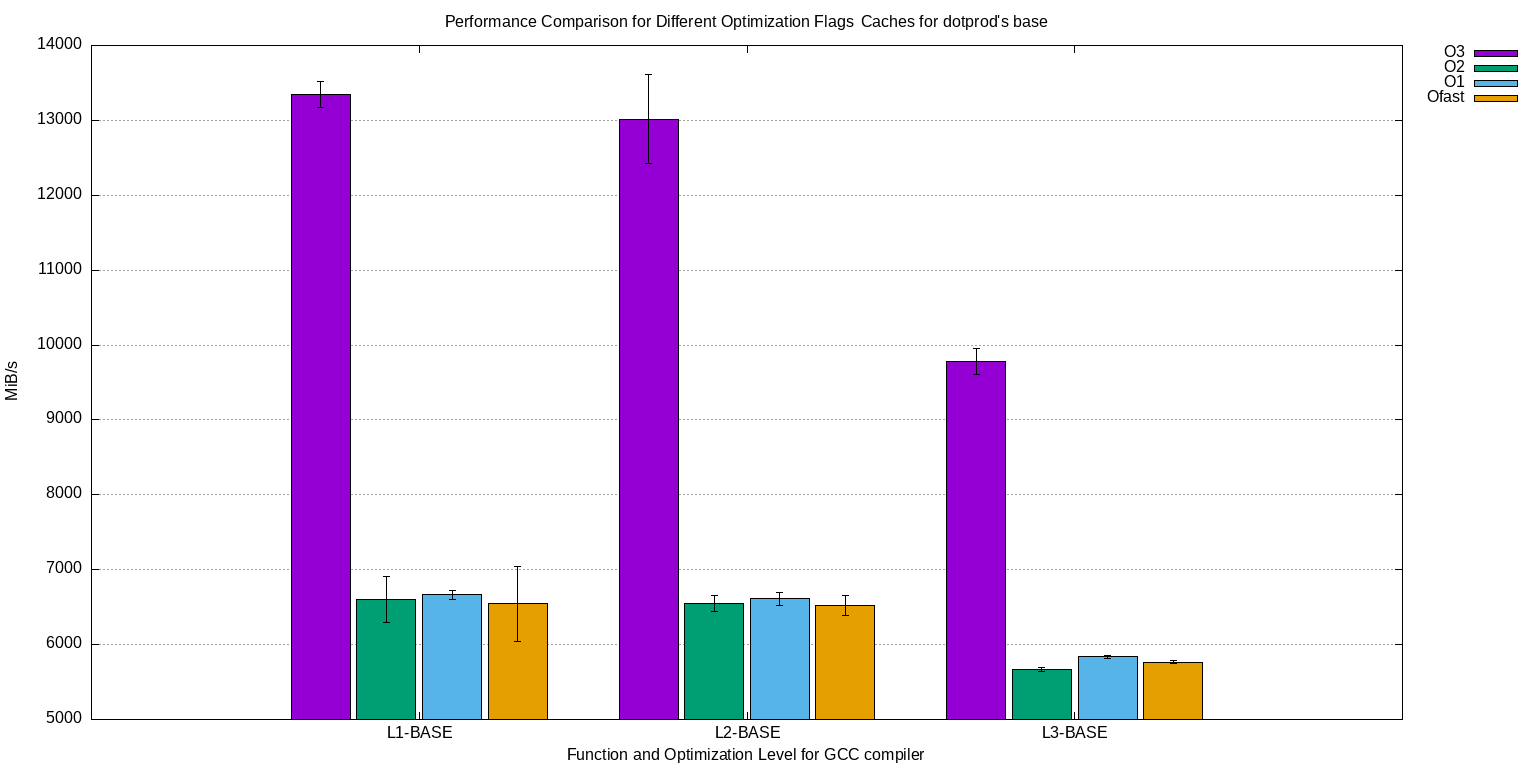 Performance Comparison for Different Optimization Flags Caches for dotprod's base
14000
13000
12000
11000
10000
9000
8000
7000
6000
5000
MiB/s
L1-BASE
L2-BASE
L3-BASE
Function and Optimization Level for GCC compiler
O3
O2
O1
Ofast